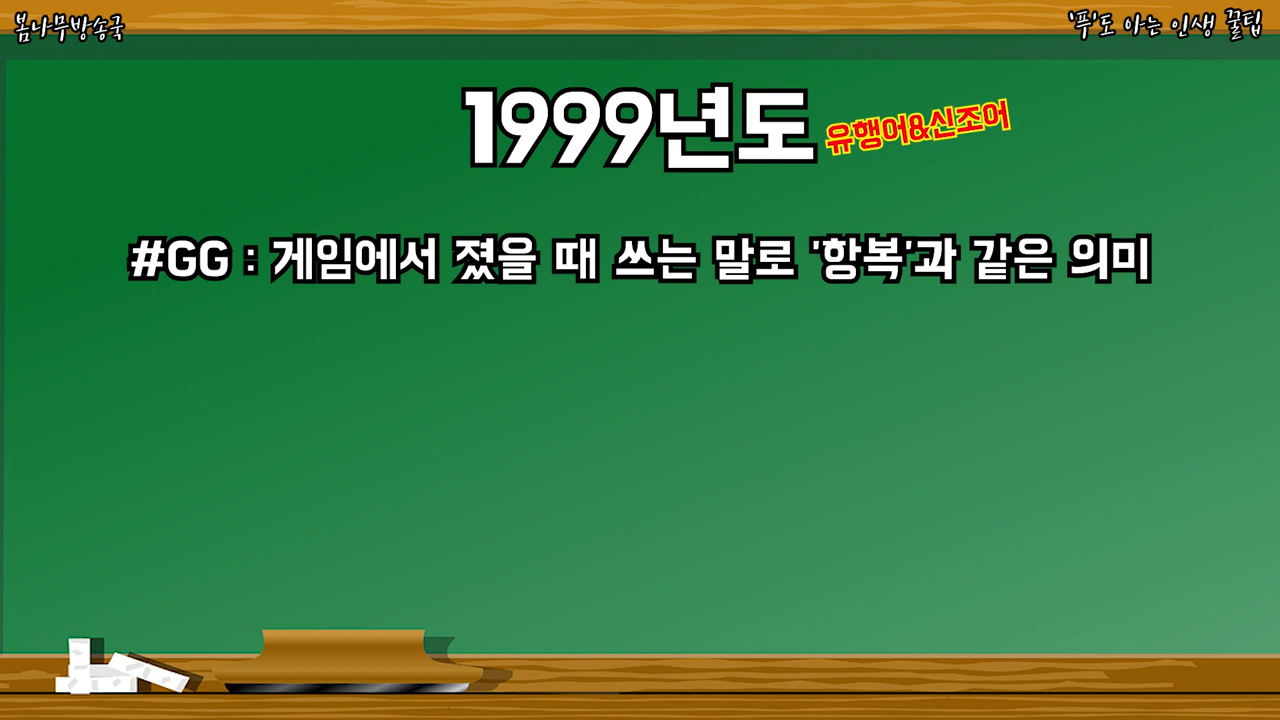 봄나무방송국
'푸'도 아는 인생 꿀팁
1999년도 유행어&신조어
#GG : 게임에서 졌을 때 쓰는 말로 '항복'과 같은 의미